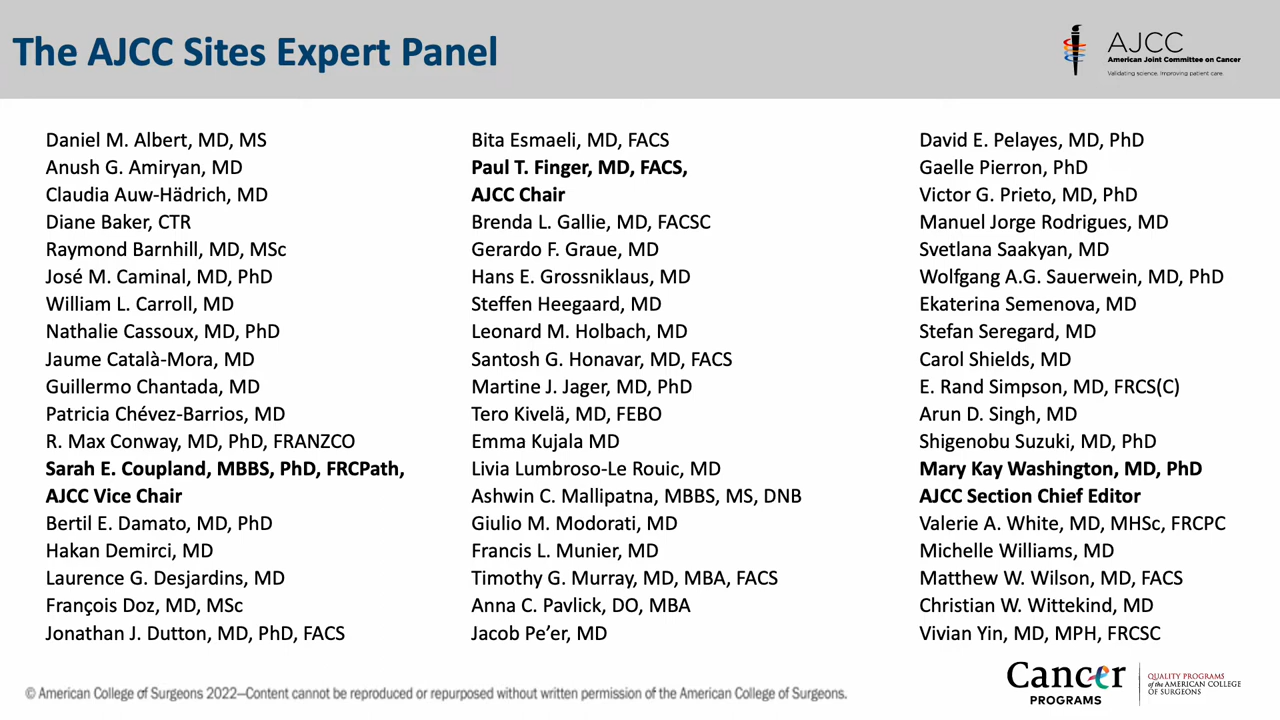 The AJCC Sites Expert Panel
AJCC
American Joint Committee on Cancer
Validating science. Improving patient care.
Daniel M. Albert, MD, MS
Anush G. Amiryan, MD
Claudia Auw-Hädrich, MD
Diane Baker, CTR
Raymond Barnhill, MD, MSc
José M. Caminal, MD, PhD
William L. Carroll, MD
Nathalie Cassoux, MD, PhD
Jaume Català-Mora, MD
Guillermo Chantada, MD
Patricia Chévez-Barrios, MD
R. Max Conway, MD, PhD, FRANZCO
Sarah E. Coupland, MBBS, PhD, FRCPath,
AJCC Vice Chair
Bertil E. Damato, MD, PhD
Hakan Demirci, MD
Laurence G. Desjardins, MD
François Doz, MD, MSc
Jonathan J. Dutton, MD, PhD, FACS
Bita Esmaeli, MD, FACS
Paul T. Finger, MD, FACS,
AJCC Chair
Brenda L. Gallie, MD, FACSC
Gerardo F. Graue, MD
Hans E. Grossniklaus, MD
Steffen Heegaard, MD
Leonard M. Holbach, MD
Santosh G. Honavar, MD, FACS
Martine J. Jager, MD, PhD
Tero Kivelä, MD, FEBO
Emma Kujala MD
Livia Lumbroso-Le Rouic, MD
Ashwin C. Mallipatna, MBBS, MS, DNB
Giulio M. Modorati, MD
Francis L. Munier, MD
Timothy G. Murray, MD, MBA, FACS
Anna C. Pavlick, DO, MBA
Jacob Pe’er, MD
David E. Pelayes, MD, PhD
Gaelle Pierron, PhD
Victor G. Prieto, MD, PhD
Manuel Jorge Rodrigues, MD
Svetlana Saakyan, MD
Wolfgang A.G. Sauerwein, MD, PhD
Ekaterina Semenova, MD
Stefan Seregard, MD
Carol Shields, MD
E. Rand Simpson, MD, FRCS(C)
Arun D. Singh, MD
Shigenobu Suzuki, MD, PhD
Mary Kay Washington, MD, PhD
AJCC Section Chief Editor
Valerie A. White, MD, MHSc, FRCPC
Michelle Williams, MD
Matthew W. Wilson, MD, FACS
Christian W. Wittekind, MD
Vivian Yin, MD, MPH, FRCSC
© American College of Surgeons 2022—Content cannot be reproduced or repurposed without written permission of the American College of Surgeons.
Cancer
PROGRAMS
QUALITY PROGRAMS
of the AMERICAN COLLEGE
OF SURGEONS